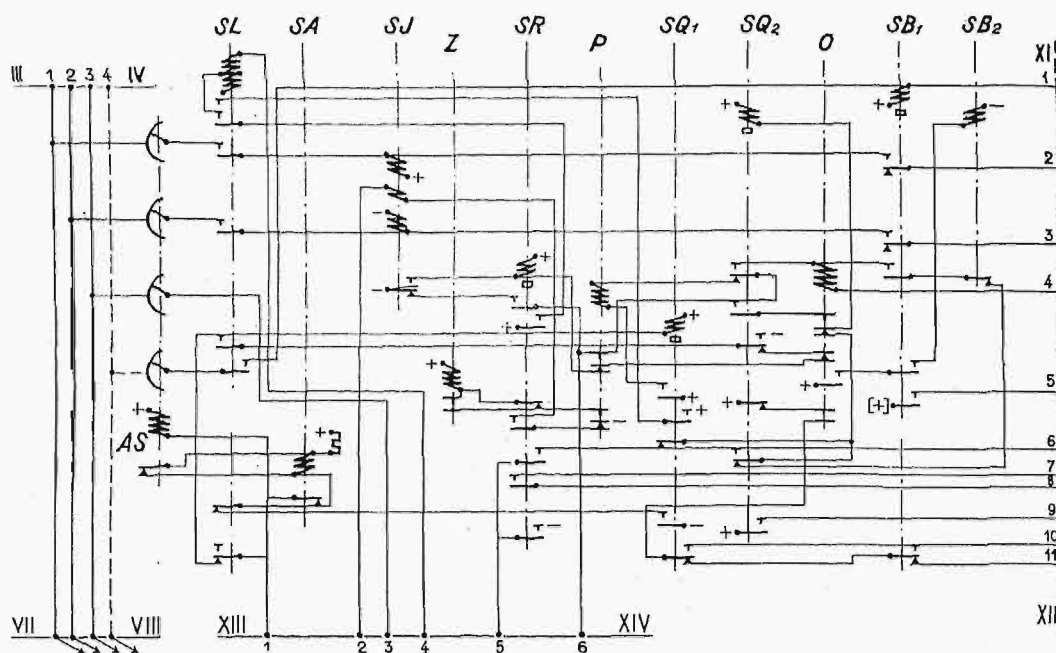 SL SA SJ Z SR P SQ1 SQ2 O SB1 SB2 XI
III 1 2 3 4 IV 1
+ + −
2
+
− 3
+
− 4
+
+ −
+ + 5
+ + + [+]
AS + − 6
7
8
− + 9
− 10
11
VII VIII XIII XIV XII
1 2 3 4 5 6